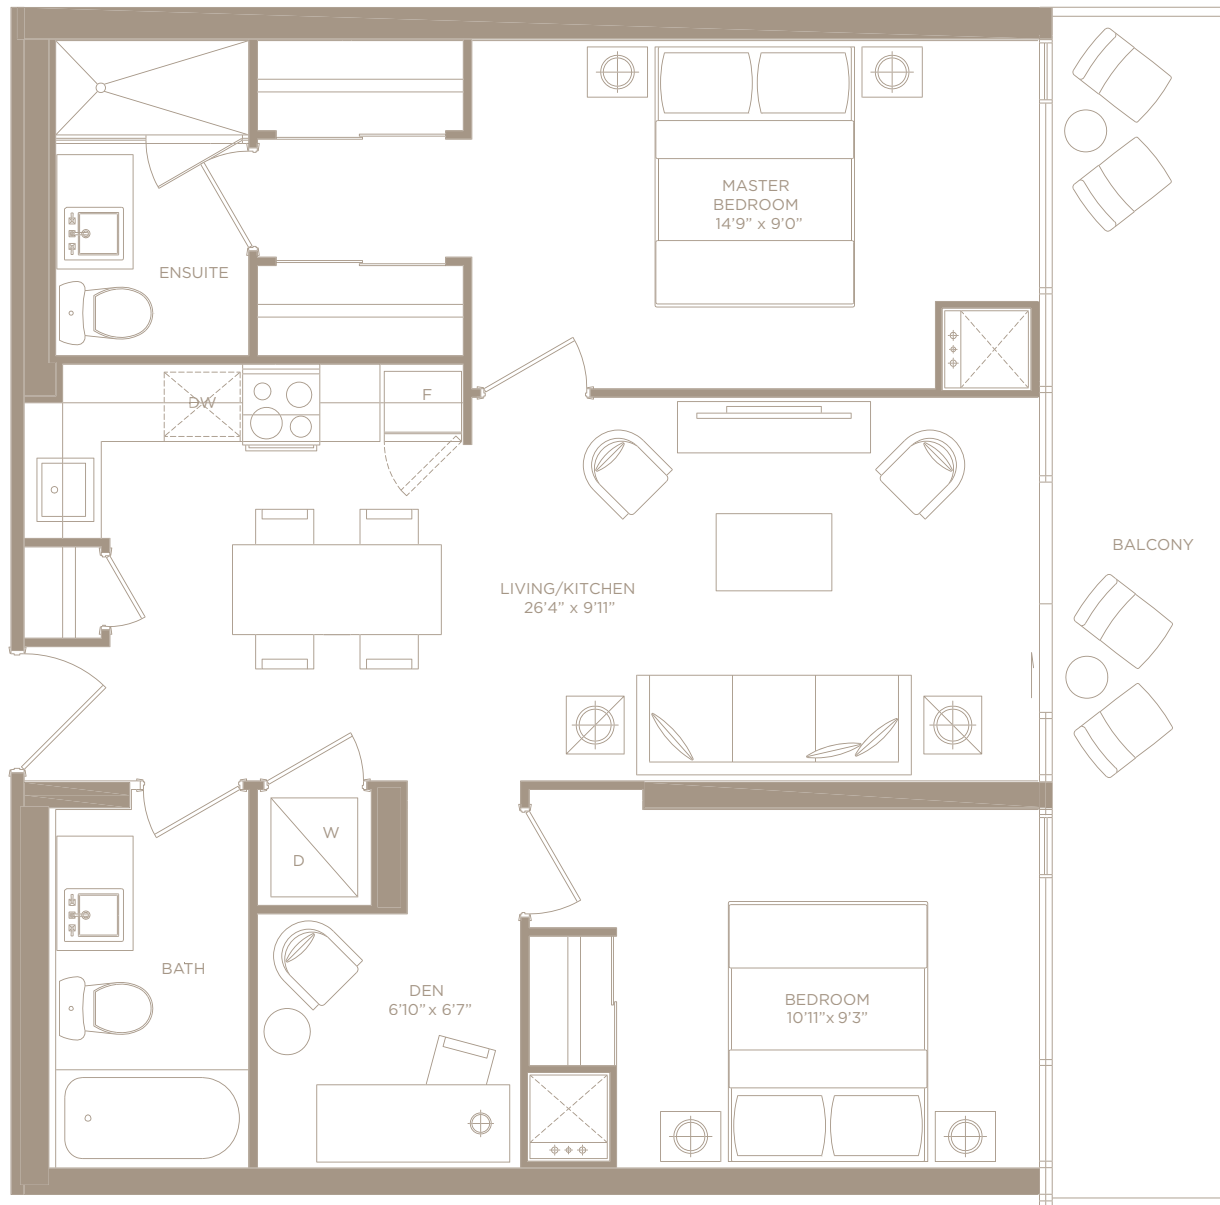 MASTER
BEDROOM
14'9" x 9'0"
ENSUITE
DW
F
BALCONY
LIVING/KITCHEN
26'4" x 9'11"
W
D
BATH
DEN
6'10" x 6'7"
BEDROOM
10'11" x 9'3"